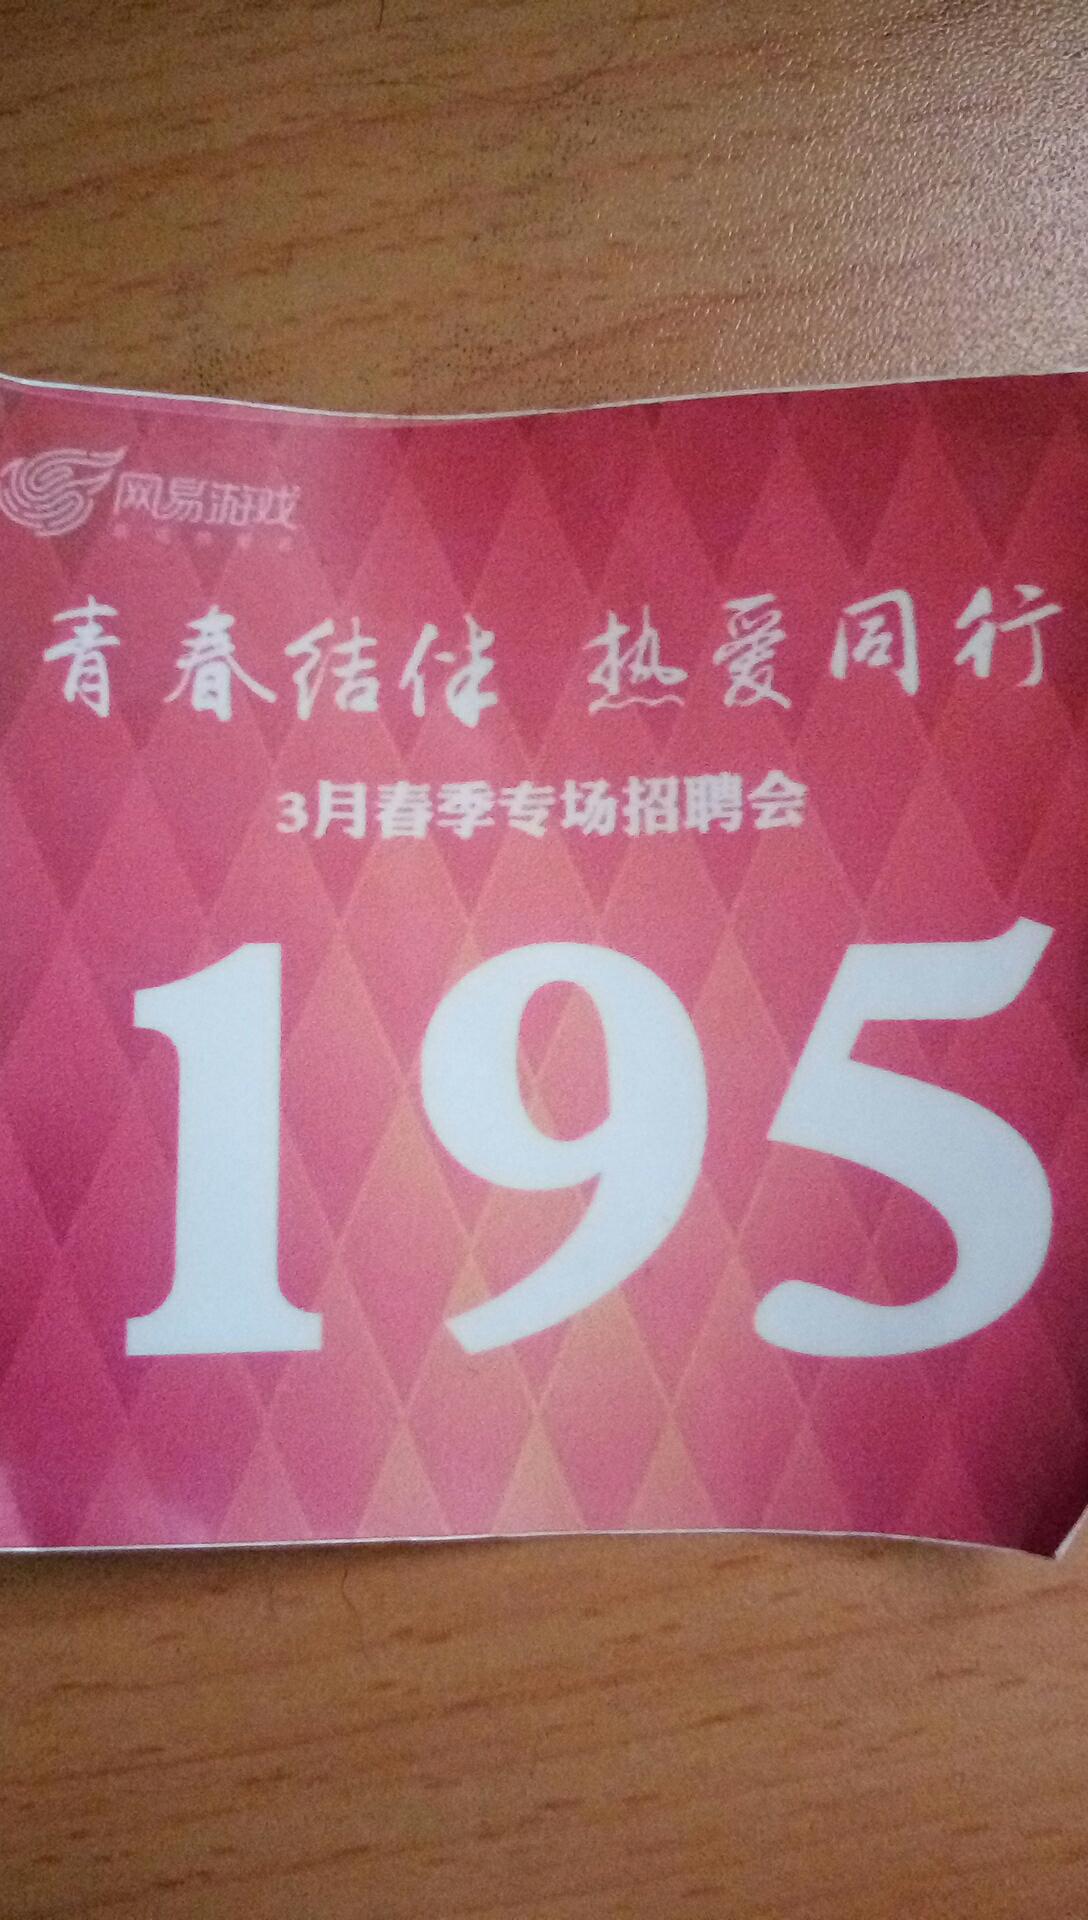 网易游戏
青春结伴 热爱同行
3月春季专场招聘会
195